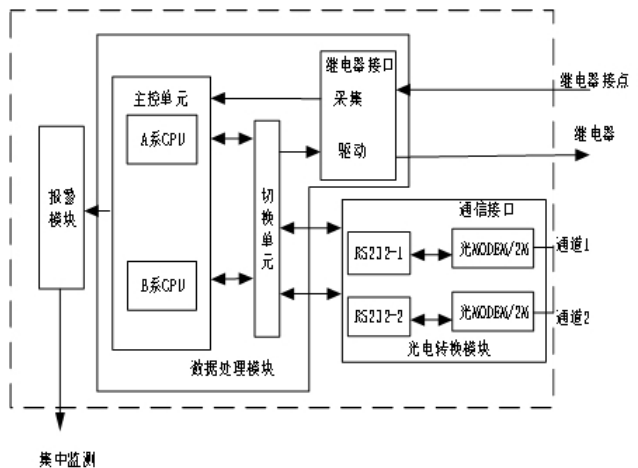 继电器接口
主控单元
采集
继电器接点
A系CPU
驱动
继电器
报警
模块
切换单元
通信接口
RS232-1
光MODEM/2M
通道1
B系CPU
RS232-2
光MODEM/2M
通道2
数据处理模块
光电转换模块
集中监测